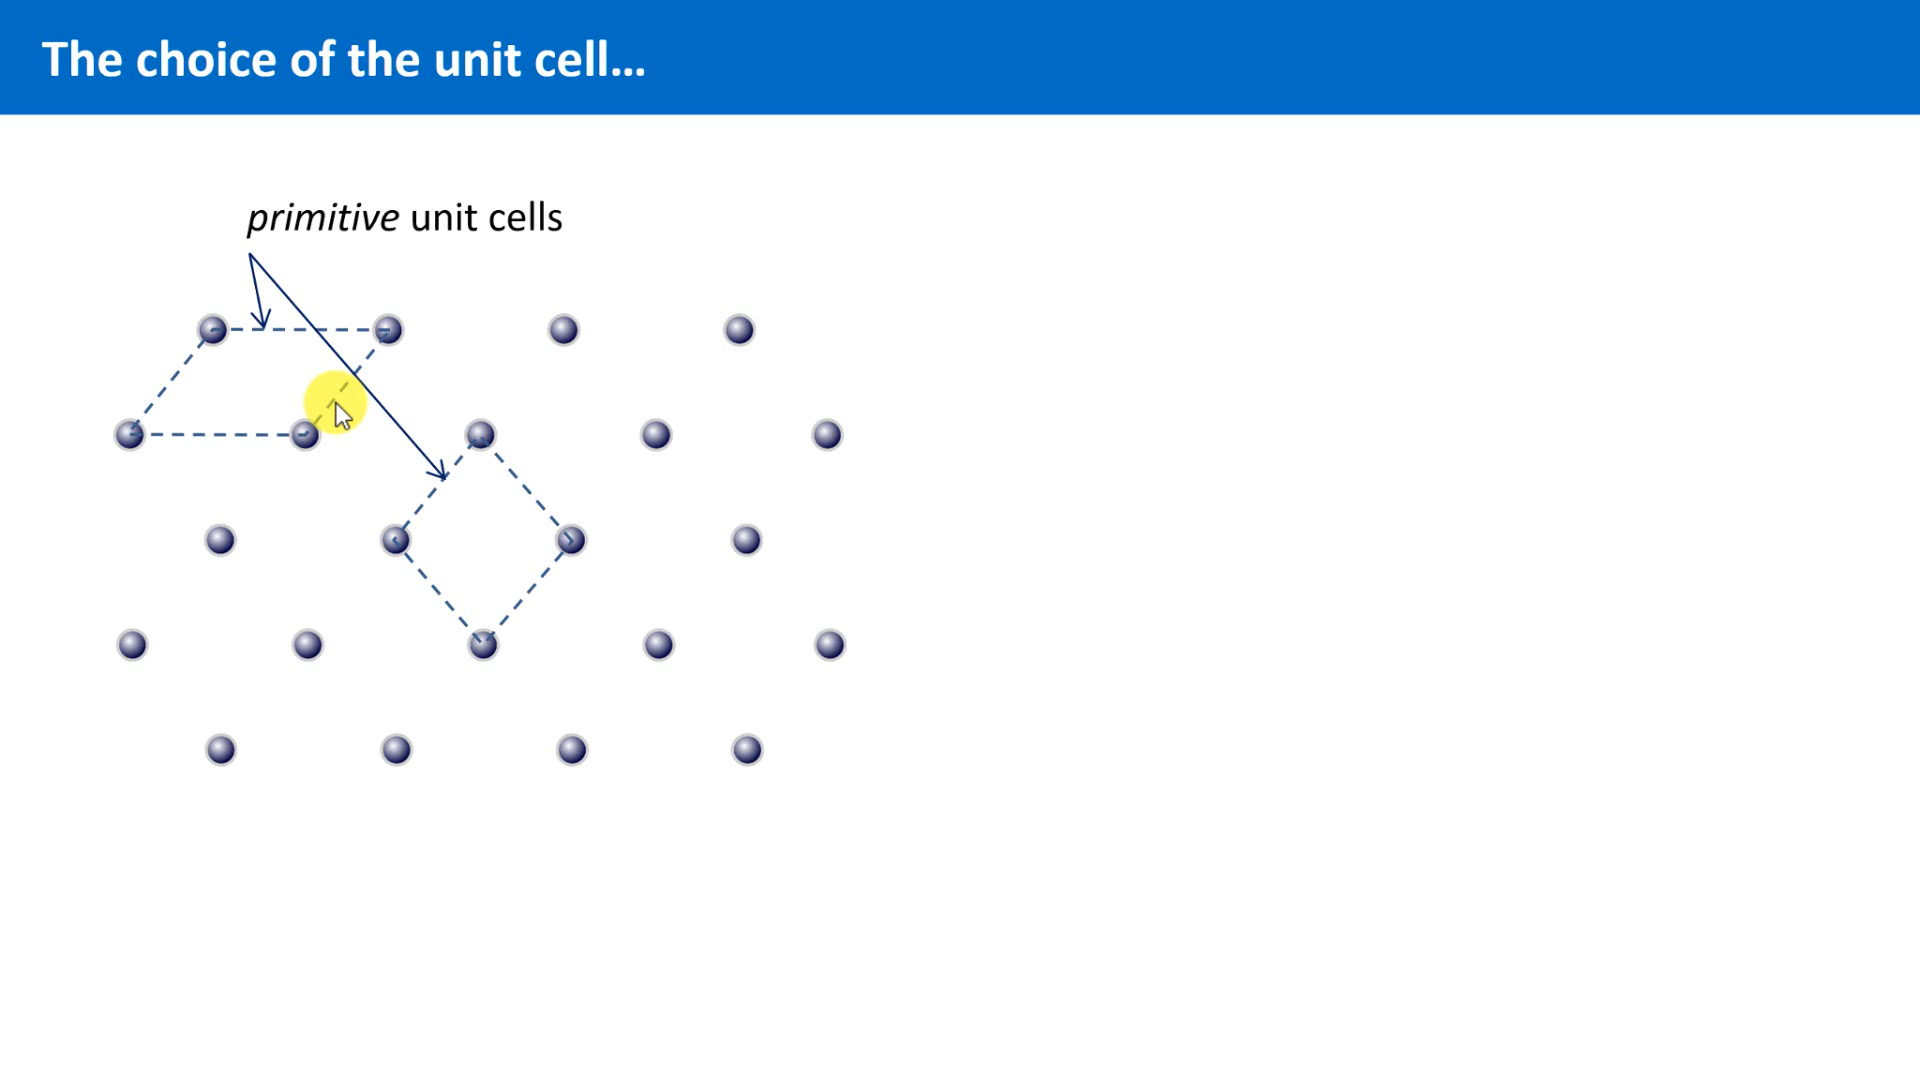 The choice of the unit cell…
primitive unit cells